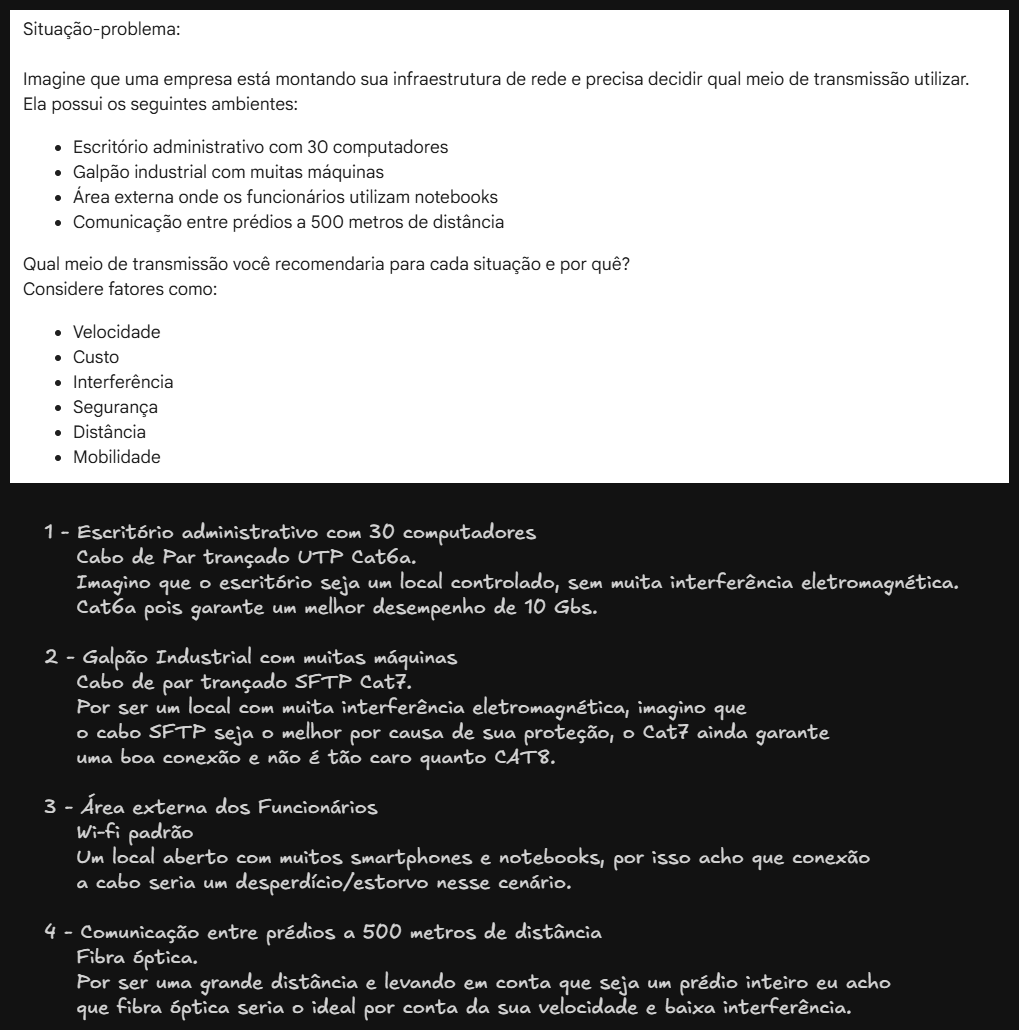 Situação-problema:
Imagine que uma empresa está montando sua infraestrutura de rede e precisa decidir qual meio de transmissão utilizar.
Ela possui os seguintes ambientes:
• Escritório administrativo com 30 computadores
• Galpão industrial com muitas máquinas
• Área externa onde os funcionários utilizam notebooks
• Comunicação entre prédios a 500 metros de distância
Qual meio de transmissão você recomendaria para cada situação e por quê?
Considere fatores como:
• Velocidade
• Custo
• Interferência
• Segurança
• Distância
• Mobilidade
1 - Escritório administrativo com 30 computadores
Cabo de Par trançado UTP Cat6a.
Imagino que o escritório seja um local controlado, sem muita interferência eletromagnética.
Cat6a pois garante um melhor desempenho de 10 Gbs.
2 - Galpão Industrial com muitas máquinas
Cabo de par trançado SFTP Cat7.
Por ser um local com muita interferência eletromagnética, imagino que
o cabo SFTP seja o melhor por causa de sua proteção, o Cat7 ainda garante
uma boa conexão e não é tão caro quanto CAT8.
3 - Área externa dos Funcionários
Wi-fi padrão
Um local aberto com muitos smartphones e notebooks, por isso acho que conexão
a cabo seria um desperdício/estorvo nesse cenário.
4 - Comunicação entre prédios a 500 metros de distância
Fibra óptica.
Por ser uma grande distância e levando em conta que seja um prédio inteiro eu acho
que fibra óptica seria o ideal por conta da sua velocidade e baixa interferência.